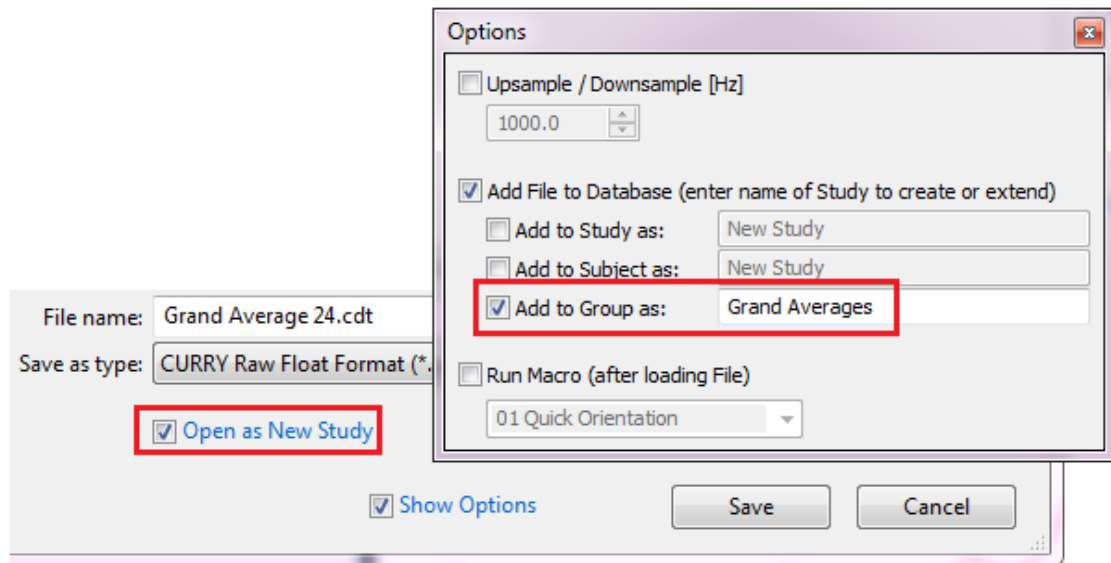 Options
Upsample / Downsample [Hz]
1000.0
Add File to Database (enter name of Study to create or extend)
Add to Study as: New Study
Add to Subject as: New Study
Add to Group as: Grand Averages
Run Macro (after loading File)
01 Quick Orientation
File name: Grand Average 24.cdt
Save as type: CURRY Raw Float Format (*.
Open as New Study
Show Options Save Cancel